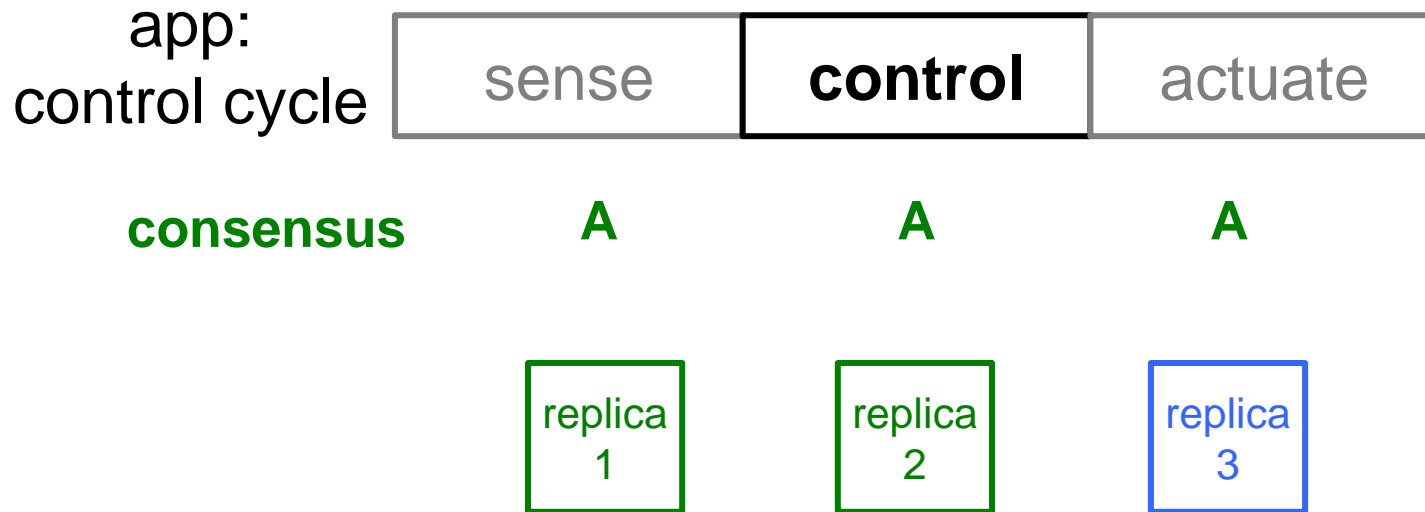 app:
control cycle
sense control actuate
consensus A A A
replica replica replica
1 2 3